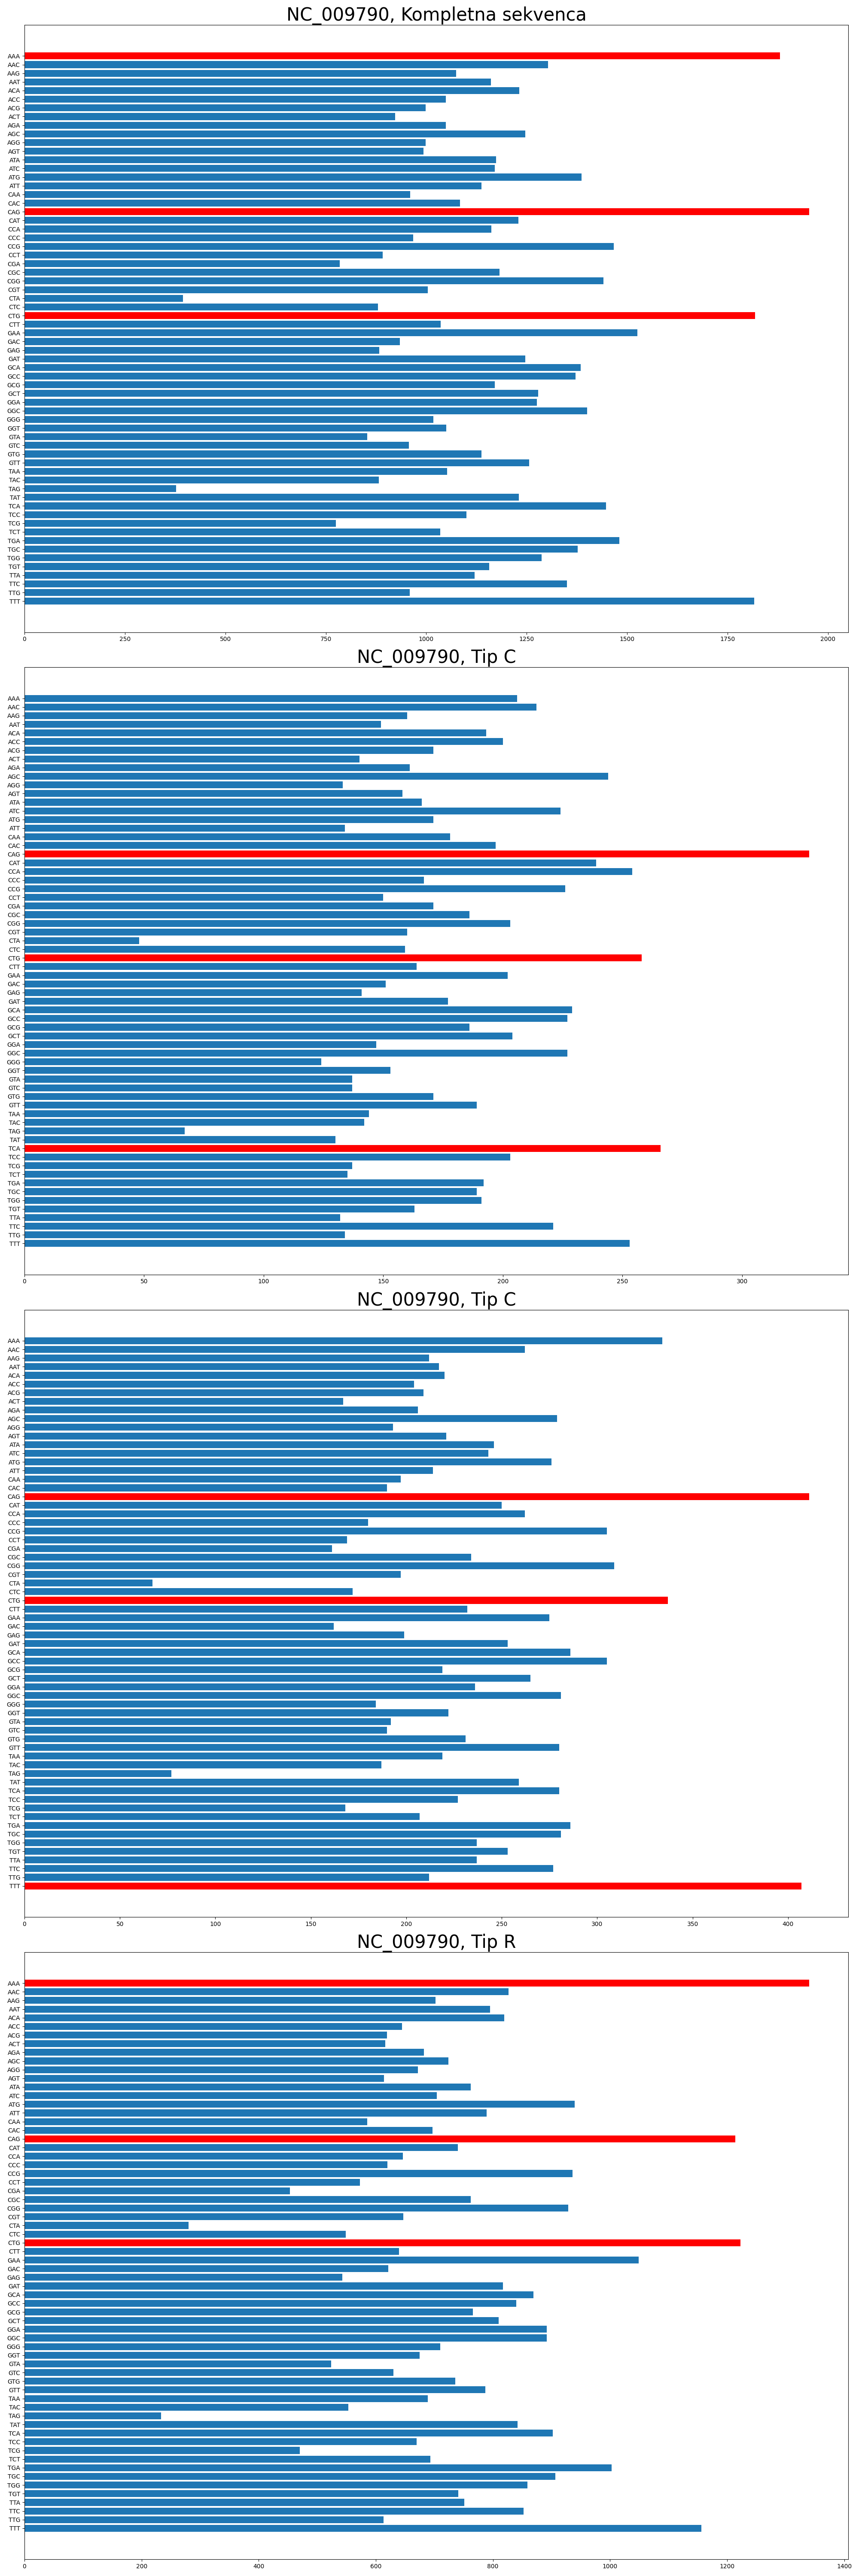 NC_009790, Kompletna sekvenca
AAA
AAC
AAG
AAT
ACA
ACC
ACG
ACT
AGA
AGC
AGG
AGT
ATA
ATC
ATG
ATT
CAA
CAC
CAG
CAT
CCA
CCC
CCG
CCT
CGA
CGC
CGG
CGT
CTA
CTC
CTG
CTT
GAA
GAC
GAG
GAT
GCA
GCC
GCG
GCT
GGA
GGC
GGG
GGT
GTA
GTC
GTG
GTT
TAA
TAC
TAG
TAT
TCA
TCC
TCG
TCT
TGA
TGC
TGG
TGT
TTA
TTC
TTG
TTT
0 250 500 750 1000 1250 1500 1750 2000
NC_009790, Tip C
AAA
AAC
AAG
AAT
ACA
ACC
ACG
ACT
AGA
AGC
AGG
AGT
ATA
ATC
ATG
ATT
CAA
CAC
CAG
CAT
CCA
CCC
CCG
CCT
CGA
CGC
CGG
CGT
CTA
CTC
CTG
CTT
GAA
GAC
GAG
GAT
GCA
GCC
GCG
GCT
GGA
GGC
GGG
GGT
GTA
GTC
GTG
GTT
TAA
TAC
TAG
TAT
TCA
TCC
TCG
TCT
TGA
TGC
TGG
TGT
TTA
TTC
TTG
TTT
0 50 100 150 200 250 300
NC_009790, Tip C
AAA
AAC
AAG
AAT
ACA
ACC
ACG
ACT
AGA
AGC
AGG
AGT
ATA
ATC
ATG
ATT
CAA
CAC
CAG
CAT
CCA
CCC
CCG
CCT
CGA
CGC
CGG
CGT
CTA
CTC
CTG
CTT
GAA
GAC
GAG
GAT
GCA
GCC
GCG
GCT
GGA
GGC
GGG
GGT
GTA
GTC
GTG
GTT
TAA
TAC
TAG
TAT
TCA
TCC
TCG
TCT
TGA
TGC
TGG
TGT
TTA
TTC
TTG
TTT
0 50 100 150 200 250 300 350 400
NC_009790, Tip R
AAA
AAC
AAG
AAT
ACA
ACC
ACG
ACT
AGA
AGC
AGG
AGT
ATA
ATC
ATG
ATT
CAA
CAC
CAG
CAT
CCA
CCC
CCG
CCT
CGA
CGC
CGG
CGT
CTA
CTC
CTG
CTT
GAA
GAC
GAG
GAT
GCA
GCC
GCG
GCT
GGA
GGC
GGG
GGT
GTA
GTC
GTG
GTT
TAA
TAC
TAG
TAT
TCA
TCC
TCG
TCT
TGA
TGC
TGG
TGT
TTA
TTC
TTG
TTT
0 200 400 600 800 1000 1200 1400